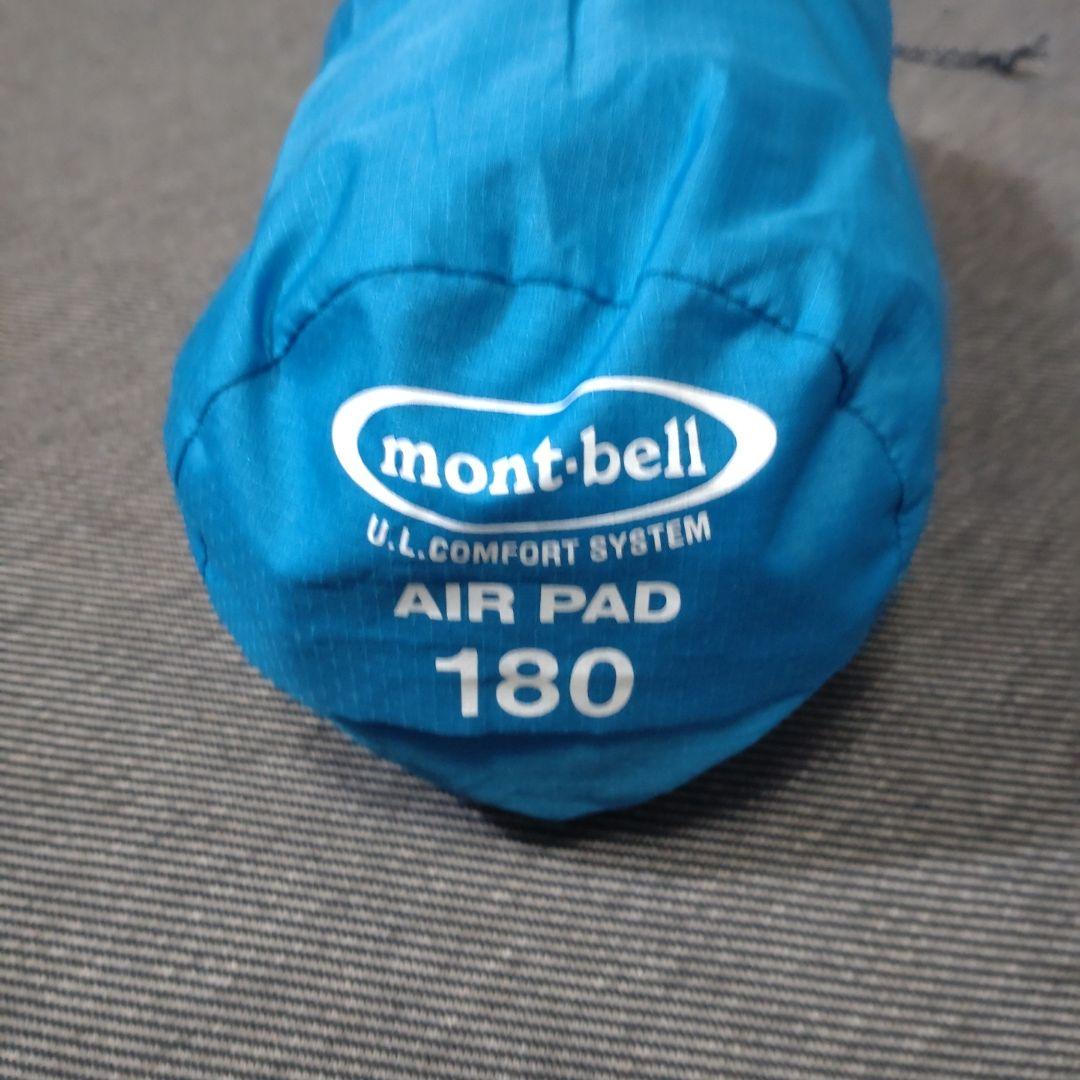 mont·bell
U.L.COMFORT SYSTEM
AIR PAD
180